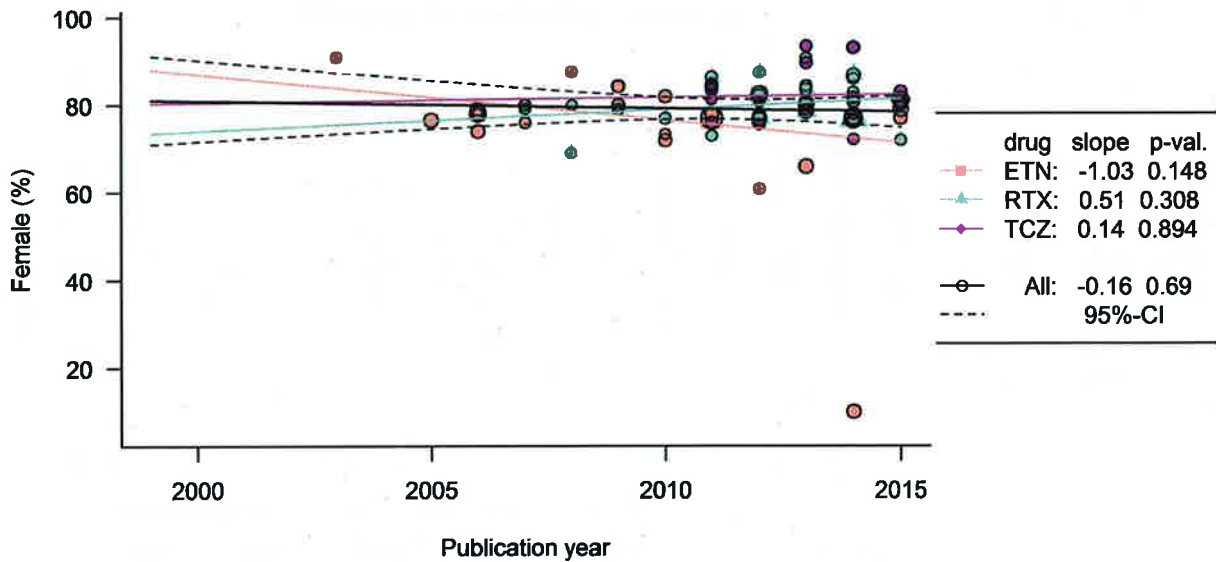 100
80
60
40
20
Female (%)
2000 2005 2010 2015
Publication year
drug slope p-val.
ETN: -1.03 0.148
RTX: 0.51 0.308
TCZ: 0.14 0.894
All: -0.16 0.69
95%-CI